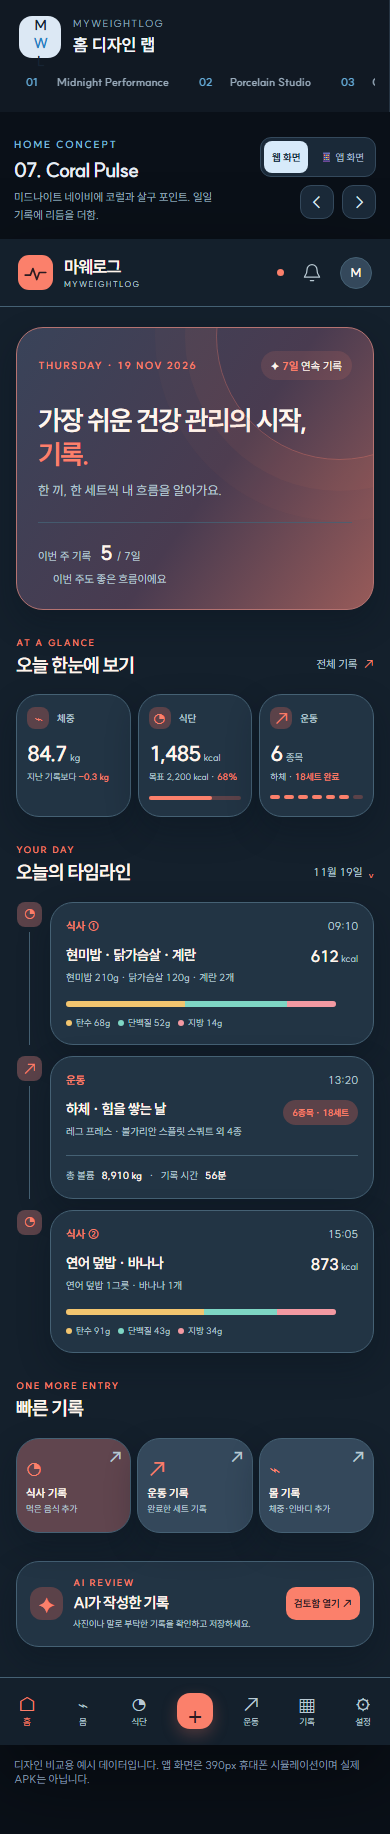 M
W
MYWEIGHTLOG
홈 디자인 랩
01 Midnight Performance 02 Porcelain Studio 03
HOME CONCEPT
07. Coral Pulse
미드나이트 네이비에 코럴과 살구 포인트. 일일
기록에 리듬을 더함.
웹 화면 앱 화면
마웨로그
MYWEIGHTLOG
M
THURSDAY · 19 NOV 2026
✦ 7일 연속 기록
가장 쉬운 건강 관리의 시작,
기록.
한 끼, 한 세트씩 내 흐름을 알아가요.
이번 주 기록 5 / 7일
이번 주도 좋은 흐름이에요
AT A GLANCE
오늘 한눈에 보기
전체 기록 ↗
체중
84.7 kg
지난 기록보다 −0.3 kg
식단
1,485 kcal
목표 2,200 kcal · 68%
운동
6 종목
하체 · 18세트 완료
YOUR DAY
오늘의 타임라인
11월 19일
식사 ① 09:10
현미밥 · 닭가슴살 · 계란 612 kcal
현미밥 210g · 닭가슴살 120g · 계란 2개
탄수 68g 단백질 52g 지방 14g
운동 13:20
하체 · 힘을 쌓는 날 6종목 · 18세트
레그 프레스 · 불가리안 스플릿 스쿼트 외 4종
총 볼륨 8,910 kg · 기록 시간 56분
식사 ② 15:05
연어 덮밥 · 바나나 873 kcal
연어 덮밥 1그릇 · 바나나 1개
탄수 91g 단백질 43g 지방 34g
ONE MORE ENTRY
빠른 기록
식사 기록
먹은 음식 추가
운동 기록
완료한 세트 기록
몸 기록
체중·인바디 추가
AI REVIEW
AI가 작성한 기록
사진이나 말로 부탁한 기록을 확인하고 저장하세요.
검토함 열기 ↗
홈 몸 식단 + 운동 기록 설정
디자인 비교용 예시 데이터입니다. 앱 화면은 390px 휴대폰 시뮬레이션이며 실제
APK는 아닙니다.